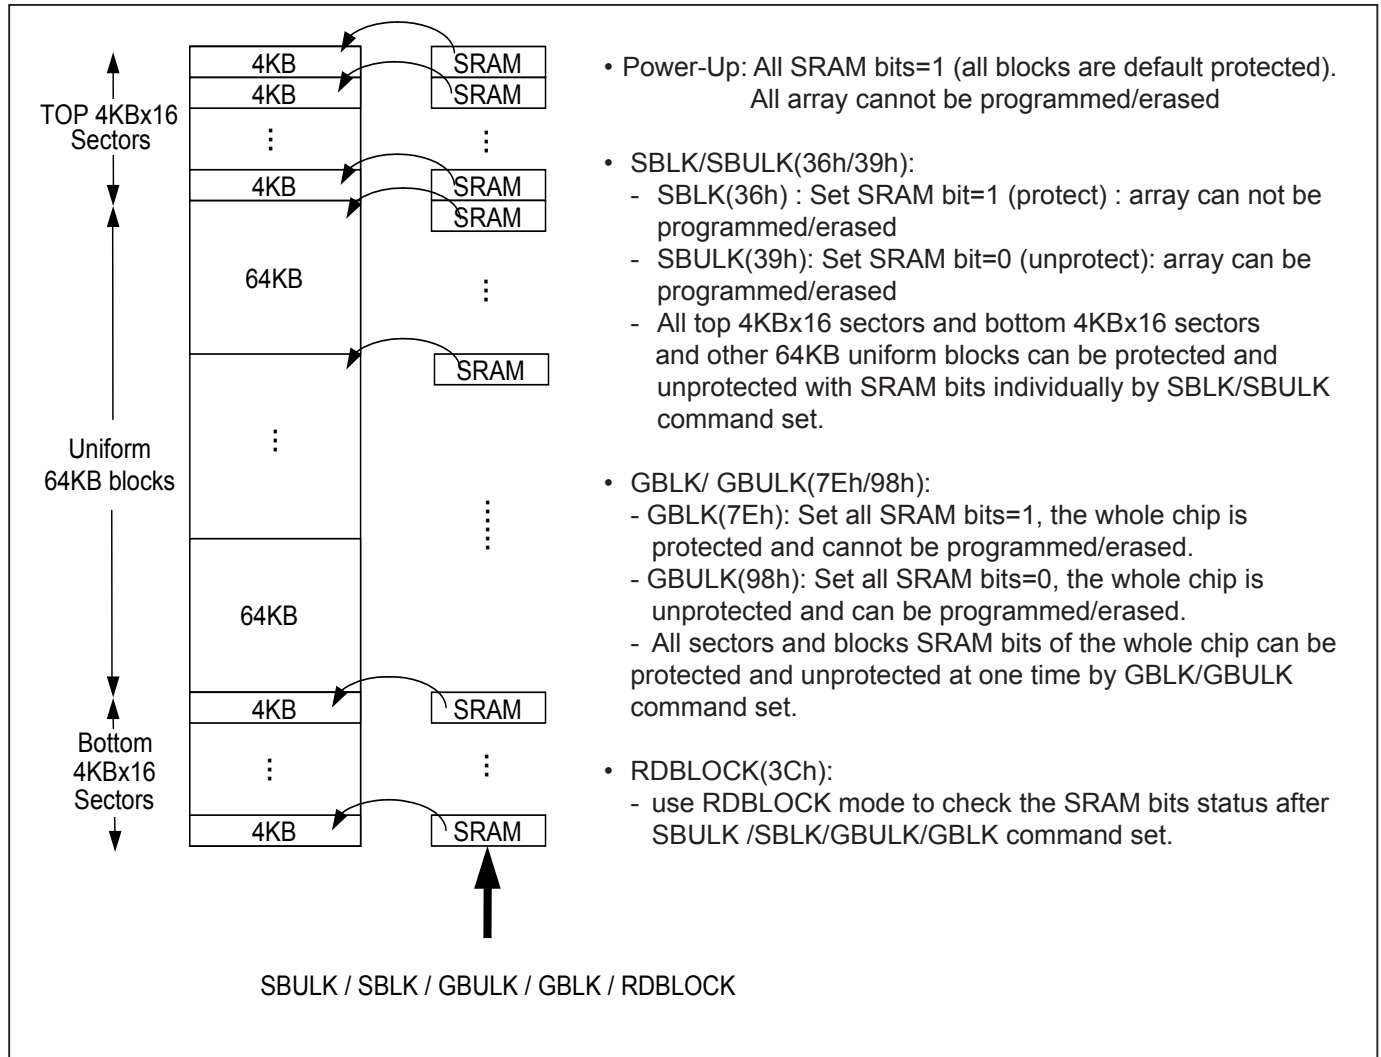 4KB
SRAM
4KB
SRAM
TOP 4KBx16
Sectors
4KB
SRAM
SRAM
64KB
SRAM
Uniform
64KB blocks
64KB
4KB
SRAM
Bottom
4KBx16
Sectors
4KB
SRAM
SBULK / SBLK / GBULK / GBLK / RDBLOCK
• Power-Up: All SRAM bits=1 (all blocks are default protected).
All array cannot be programmed/erased
• SBLK/SBULK(36h/39h):
- SBLK(36h) : Set SRAM bit=1 (protect) : array can not be
programmed/erased
- SBULK(39h): Set SRAM bit=0 (unprotect): array can be
programmed/erased
- All top 4KBx16 sectors and bottom 4KBx16 sectors
and other 64KB uniform blocks can be protected and
unprotected with SRAM bits individually by SBLK/SBULK
command set.
• GBLK/ GBULK(7Eh/98h):
- GBLK(7Eh): Set all SRAM bits=1, the whole chip is
protected and cannot be programmed/erased.
- GBULK(98h): Set all SRAM bits=0, the whole chip is
unprotected and can be programmed/erased.
- All sectors and blocks SRAM bits of the whole chip can be
protected and unprotected at one time by GBLK/GBULK
command set.
• RDBLOCK(3Ch):
- use RDBLOCK mode to check the SRAM bits status after
SBULK /SBLK/GBULK/GBLK command set.